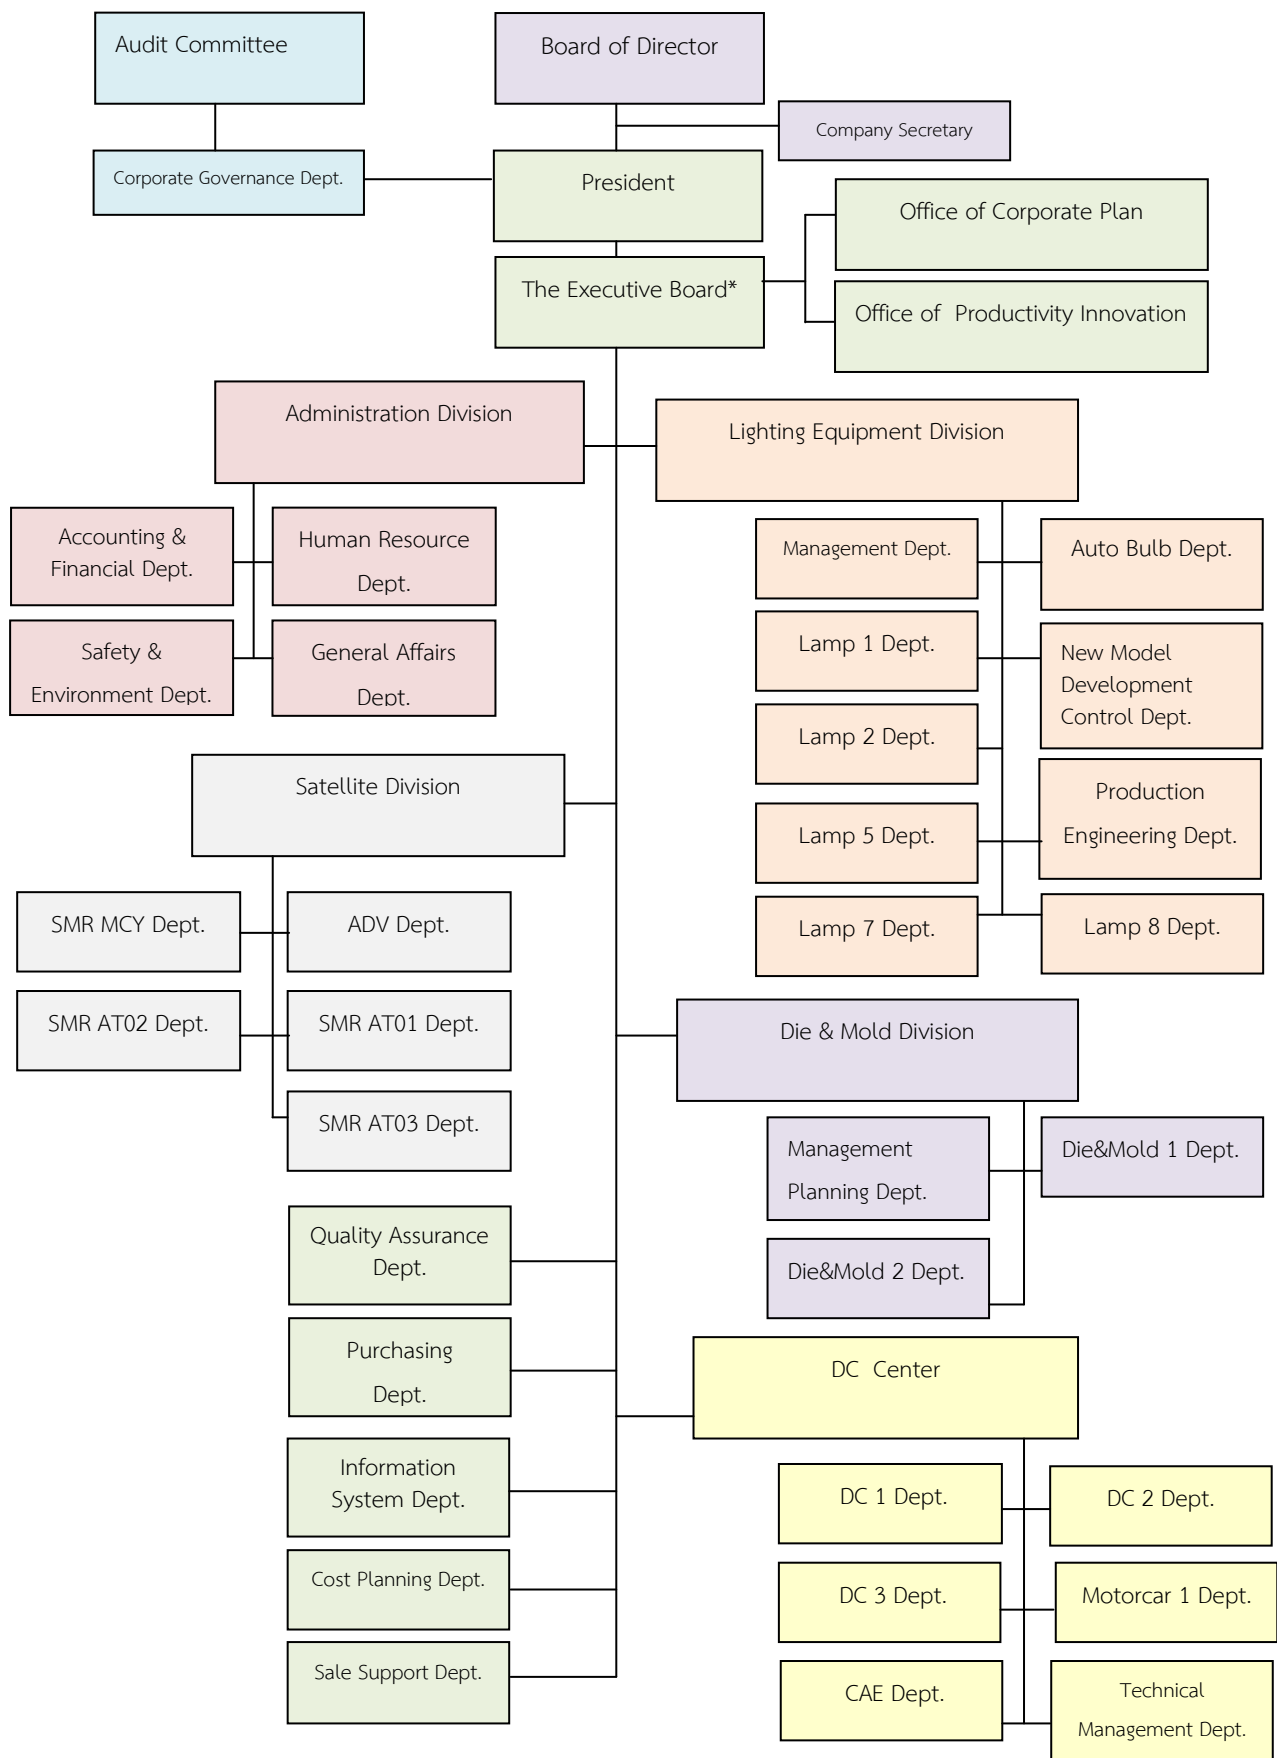 Audit Committee
Board of Director
Company Secretary
Corporate Governance Dept.
President
Office of Corporate Plan
The Executive Board*
Office of  Productivity Innovation
Administration Division
Lighting Equipment Division
Accounting &
Financial Dept.
Human Resource
Dept.
Safety &
Environment Dept.
General Affairs
Dept.
Management Dept.
Auto Bulb Dept.
Lamp 1 Dept.
New Model
Development
Control Dept.
Lamp 2 Dept.
Production
Engineering Dept.
Lamp 5 Dept.
Lamp 7 Dept.
Lamp 8 Dept.
Satellite Division
SMR MCY Dept.
ADV Dept.
SMR AT02 Dept.
SMR AT01 Dept.
SMR AT03 Dept.
Die & Mold Division
Management
Planning Dept.
Die&Mold 1 Dept.
Die&Mold 2 Dept.
Quality Assurance
Dept.
Purchasing
Dept.
Information
System Dept.
Cost Planning Dept.
Sale Support Dept.
DC  Center
DC 1 Dept.
DC 2 Dept.
DC 3 Dept.
Motorcar 1 Dept.
CAE Dept.
Technical
Management Dept.